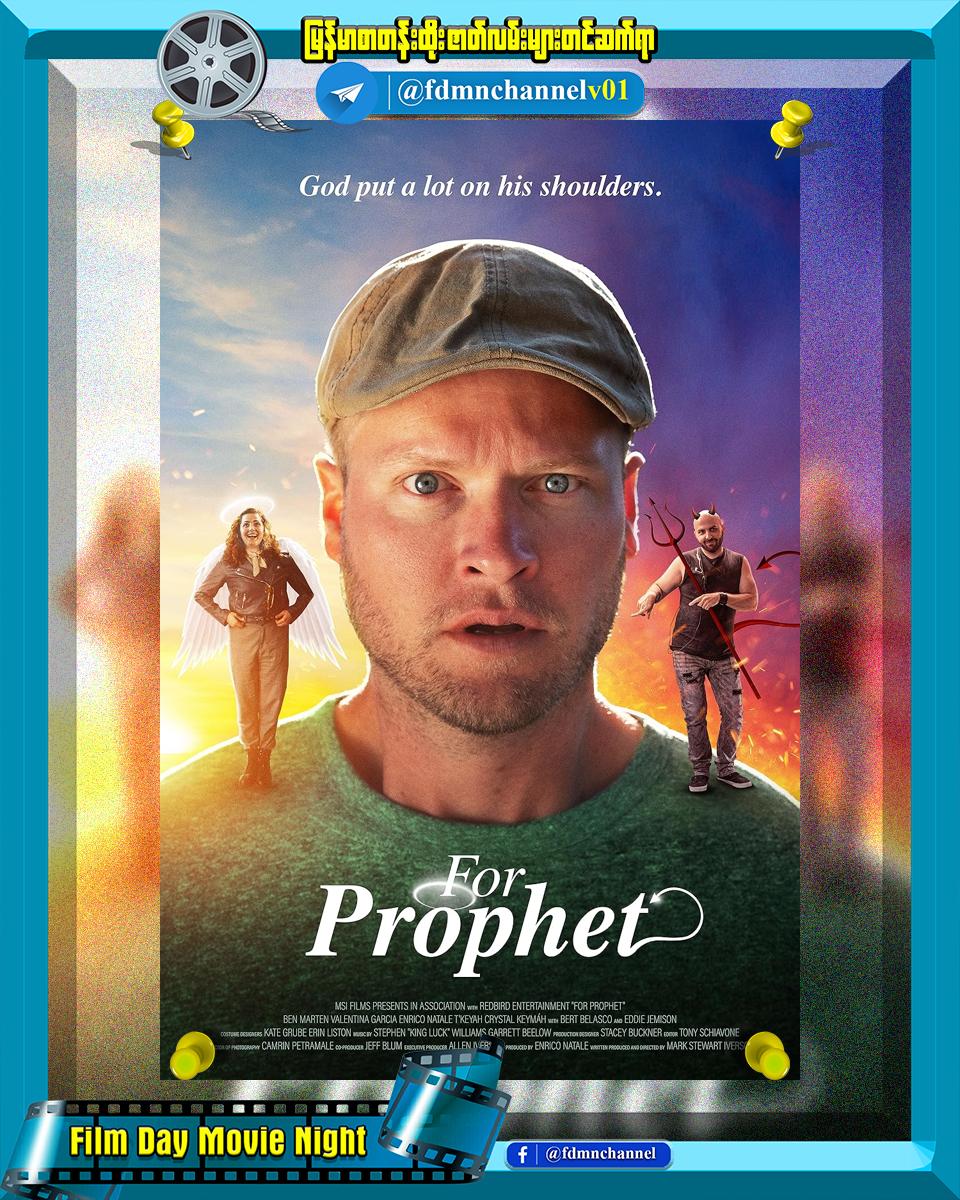 မြန်မာစာတန်းထိုးဇာတ်လမ်းများတင်ဆက်ရာ
@fdmnchannelv01
God put a lot on his shoulders.
For
Prophet
MSI FILMS PRESENTS IN ASSOCIATION WITH REDBIRD ENTERTAINMENT "FOR PROPHET"
BEN MARTEN VALENTINA GARCIA ENRICO NATALE T'KEYAH CRYSTAL KEYMÁH WITH BERT BELASCO AND EDDIE JEMISON
COSTUME DESIGNERS KATE GRUBE ERIN LISTON MUSIC BY STEPHEN "KING LUCK" WILLIAMS GARRETT BEELOW PRODUCTION DESIGNER STACEY BUCKNER EDITOR TONY SCHIAVONE
OF PHOTOGRAPHY CAMRIN PETRAMALE CO-PRODUCER JEFF BLUM EXECUTIVE PRODUCER ALLEN PRODUCED BY ENRICO NATALE WRITTEN PRODUCED AND DIRECTED BY MARK STEWART
Film Day Movie Night
@fdmnchannel